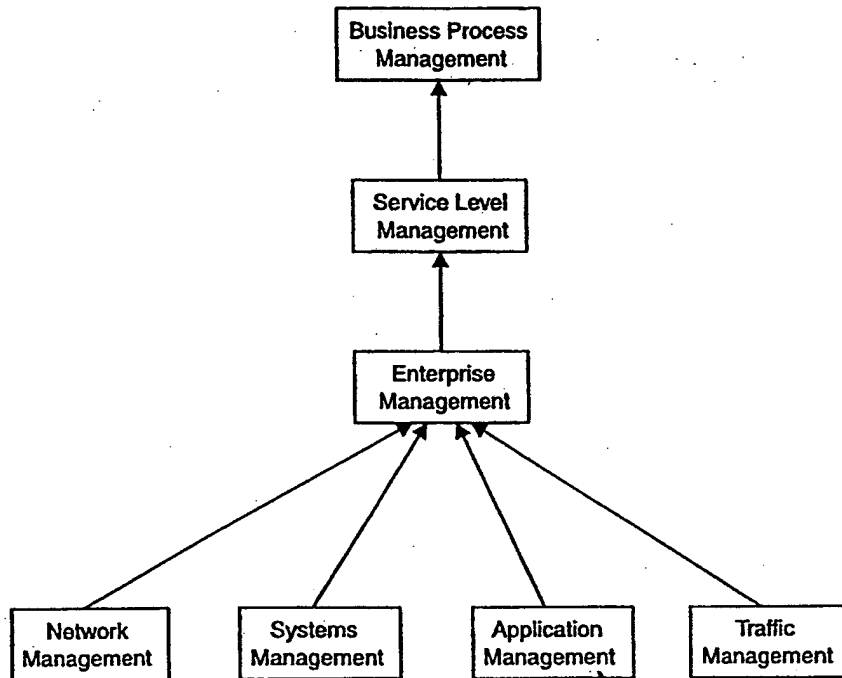 Business Process
Management
Service Level
Management
Enterprise
Management
Network
Management
Systems
Management
Application
Management
Traffic
Management